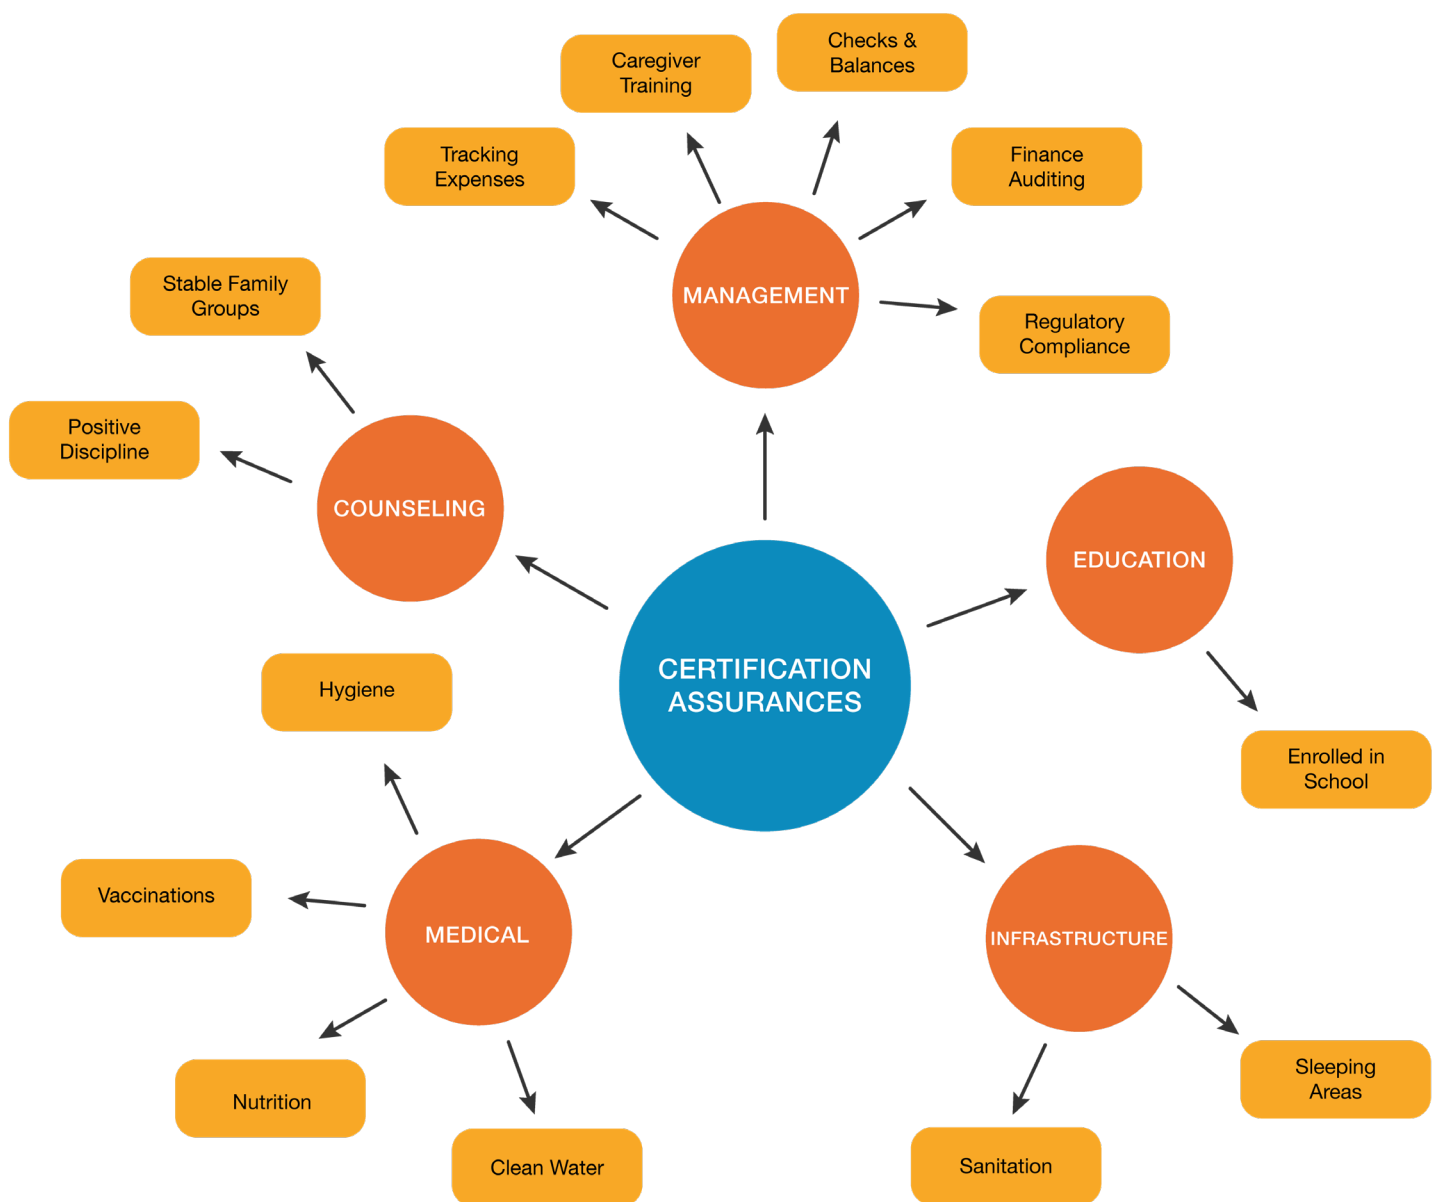 Checks &
Balances
Caregiver
Training
Tracking
Expenses
Finance
Auditing
MANAGEMENT
Regulatory
Compliance
Stable Family
Groups
Positive
Discipline
COUNSELING
EDUCATION
CERTIFICATION
ASSURANCES
Hygiene
Enrolled in
School
Vaccinations
MEDICAL
INFRASTRUCTURE
Nutrition
Clean Water
Sleeping
Areas
Sanitation